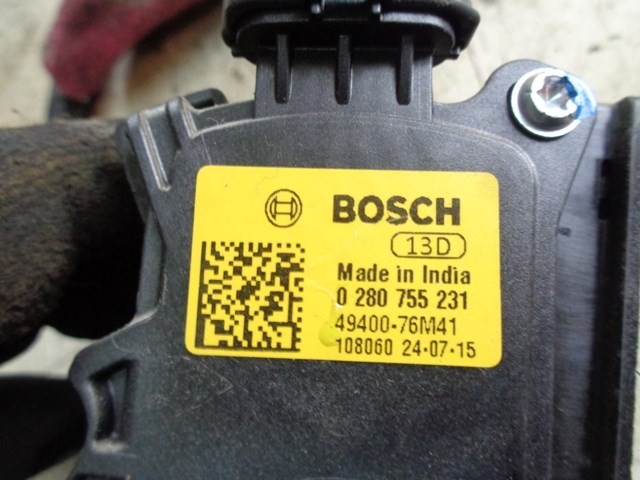 BOSCH
13D
Made in India
0 280 755 231
49400-76M41
108060 24-07-15